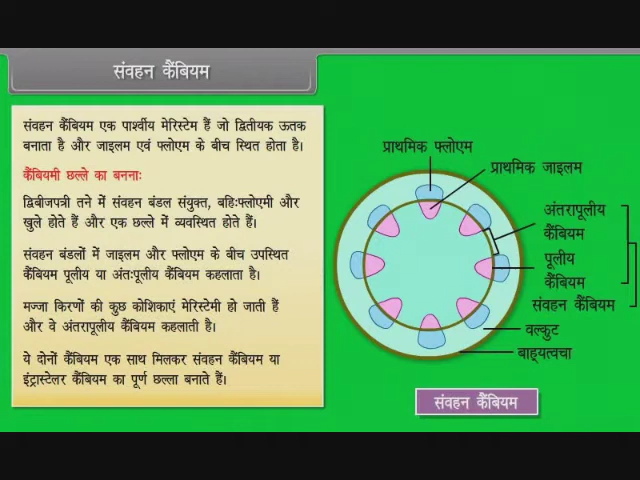 संवहन कैंबियम
संवहन कैंबियम एक पार्श्वीय मेरिस्टेम हैं जो द्वितीयक ऊतक
बनाता है और जाइलम एवं फ्लोएम के बीच स्थित होता है।
कैंबियमी छल्ले का बननाः
द्विबीजपत्री तने में संवहन बंडल संयुक्त, बहिःफ्लोएमी और
खुले होते हैं और एक छल्ले में व्यवस्थित होते हैं।
संवहन बंडलों में जाइलम और फ्लोएम के बीच उपस्थित
कैंबियम पूलीय या अंतःपूलीय कैंबियम कहलाता है।
मज्जा किरणों की कुछ कोशिकाएं मेरिस्टेमी हो जाती हैं
और वे अंतरापूलीय कैंबियम कहलाती है।
ये दोनों कैंबियम एक साथ मिलकर संवहन कैंबियम या
इंट्रास्टेलर कैंबियम का पूर्ण छल्ला बनाते हैं।
प्राथमिक फ्लोएम
प्राथमिक जाइलम
अंतरापूलीय
कैंबियम
पूलीय
कैंबियम
संवहन कैंबियम
वल्कुट
बाह्यत्वचा
संवहन कैंबियम